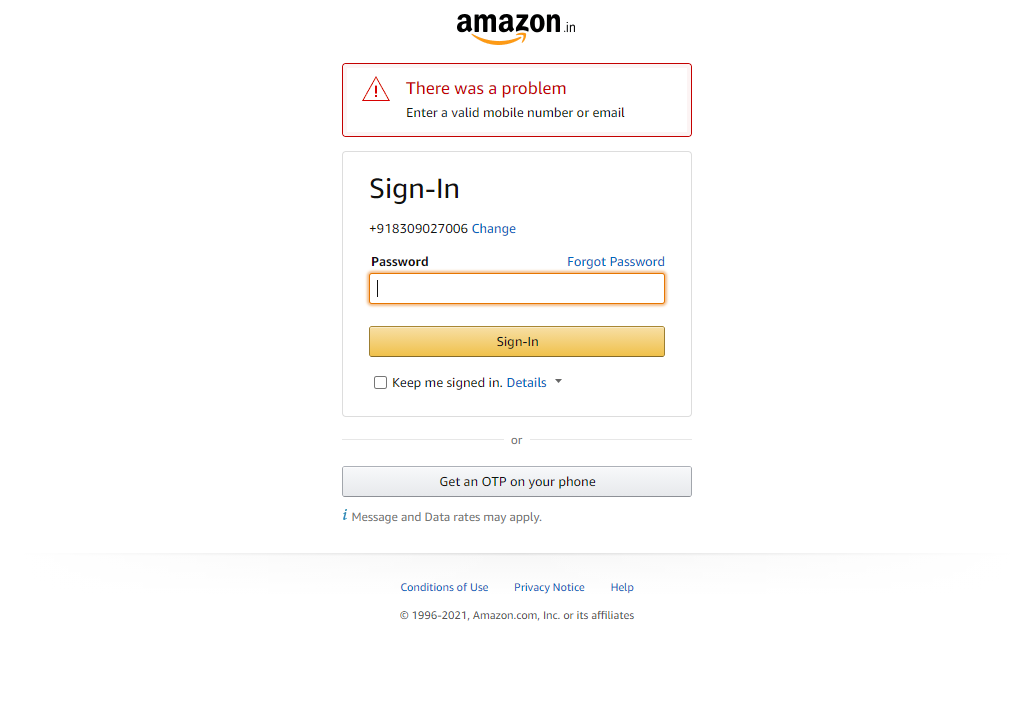 amazon.in
There was a problem
Enter a valid mobile number or email
Sign-In
+918309027006 Change
Password Forgot Password
Sign-In
Keep me signed in. Details
or
Get an OTP on your phone
i Message and Data rates may apply.
Conditions of Use Privacy Notice Help
© 1996-2021, Amazon.com, Inc. or its affiliates